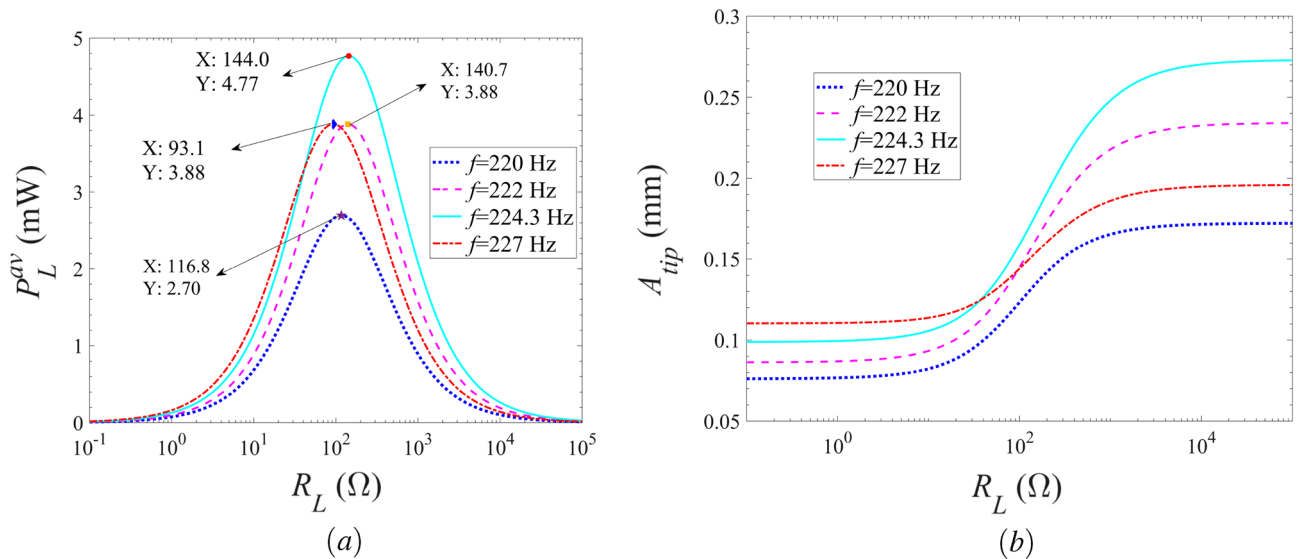 5
4
3
2
1
0
P_L^{av} (mW)
X: 144.0
Y: 4.77
X: 140.7
Y: 3.88
X: 93.1
Y: 3.88
X: 116.8
Y: 2.70
f=220 Hz
f=222 Hz
f=224.3 Hz
f=227 Hz
10^{-1} 10^{0} 10^{1} 10^{2} 10^{3} 10^{4} 10^{5}
R_L (Ω)
(a)
0.3
0.25
0.2
0.15
0.1
0.05
A_{tip} (mm)
f=220 Hz
f=222 Hz
f=224.3 Hz
f=227 Hz
10^{0} 10^{2} 10^{4}
R_L (Ω)
(b)